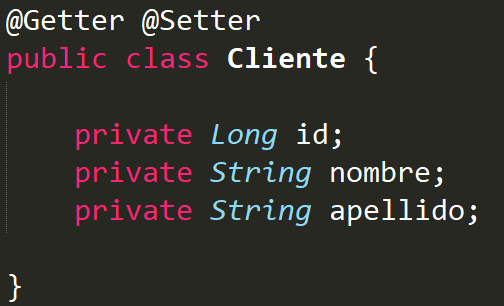 @Getter @Setter
public class Cliente {
private Long id;
private String nombre;
private String apellido;
}